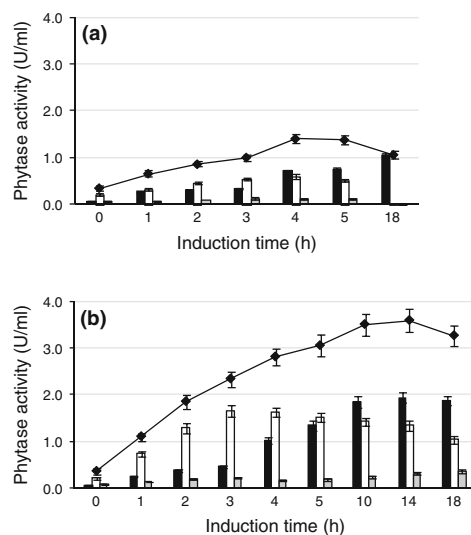 (a)
Phytase activity (U/ml)
4.0
3.0
2.0
1.0
0.0
0 1 2 3 4 5 18
Induction time (h)
(b)
Phytase activity (U/ml)
4.0
3.0
2.0
1.0
0.0
0 1 2 3 4 5 10 14 18
Induction time (h)